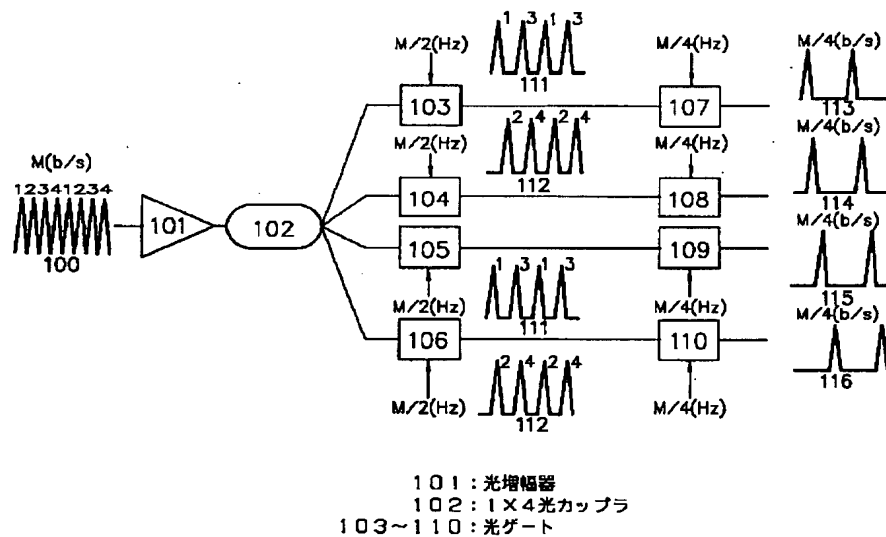 M(b/s)
12341234
100
101
102
M/2(Hz)
103
1 3 1 3
111
M/4(Hz)
107
M/4(b/s)
113
M/2(Hz)
104
2 4 2 4
112
M/4(Hz)
108
M/4(b/s)
114
105
M/2(Hz)
1 3 1 3
111
109
M/4(Hz)
M/4(b/s)
115
106
M/2(Hz)
2 4 2 4
112
110
M/4(Hz)
M/4(b/s)
116
101：光増幅器
102：1×4光カップラ
103～110：光ゲート